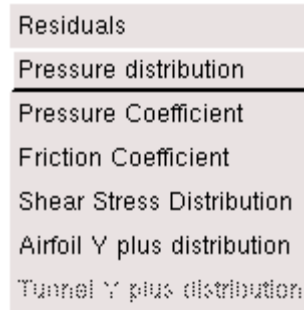 Residuals
Pressure distribution
Pressure Coefficient
Friction Coefficient
Shear Stress Distribution
Airfoil Y plus distribution
Tunnel Y plus distribution